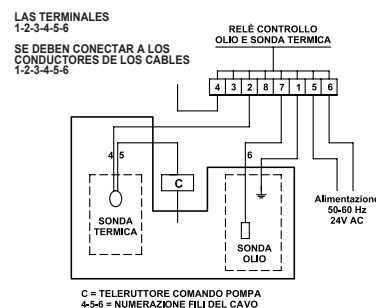 LAS TERMINALES
1-2-3-4-5-6
SE DEBEN CONECTAR A LOS
CONDUCTORES DE LOS CABLES
1-2-3-4-5-6
RELÈ CONTROLLO
OLIO E SONDA TERMICA
4 3 2 8 7 1 5 6
4 5
6
C
Alimentazione
50-60 Hz
24V AC
SONDA
TERMICA
SONDA
OLIO
C = TELERUTTORE COMANDO POMPA
4-5-6 = NUMERAZIONE FILI DEL CAVO